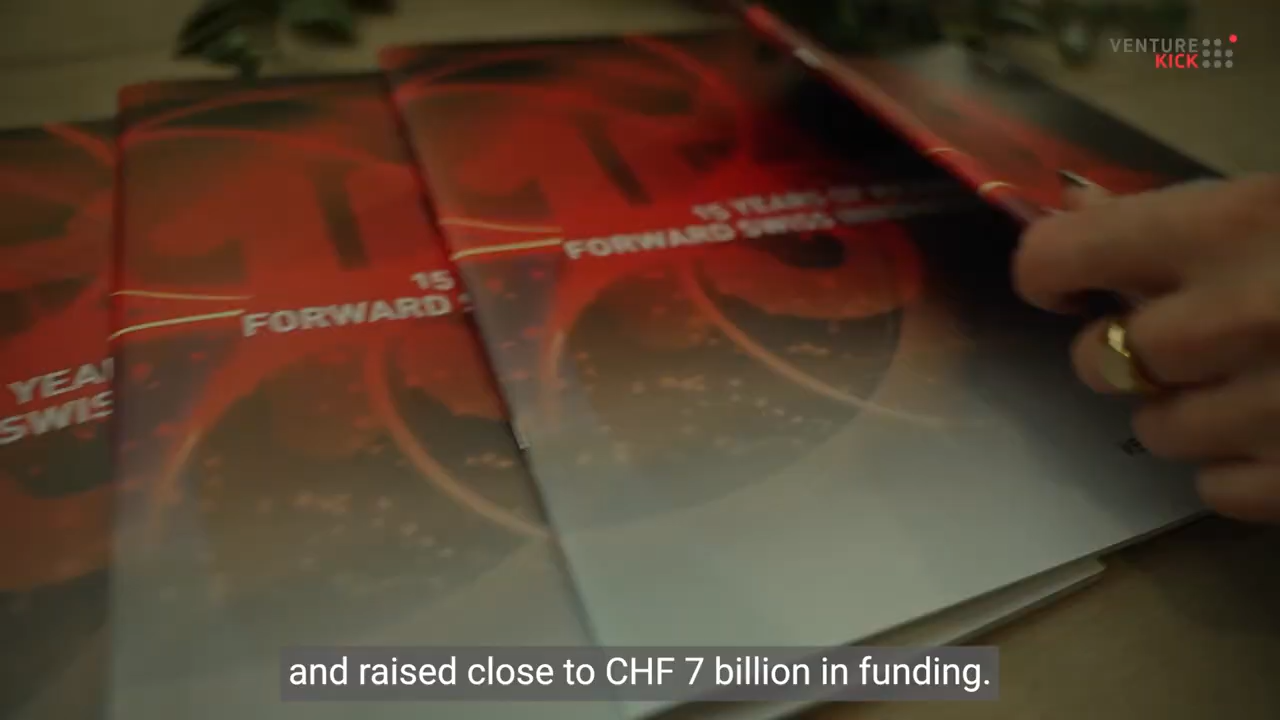 VENTURE
KICK
15 YEARS OF
FORWARD SWISS
15
FORWARD
YEAR
SWIS
and raised close to CHF 7 billion in funding.